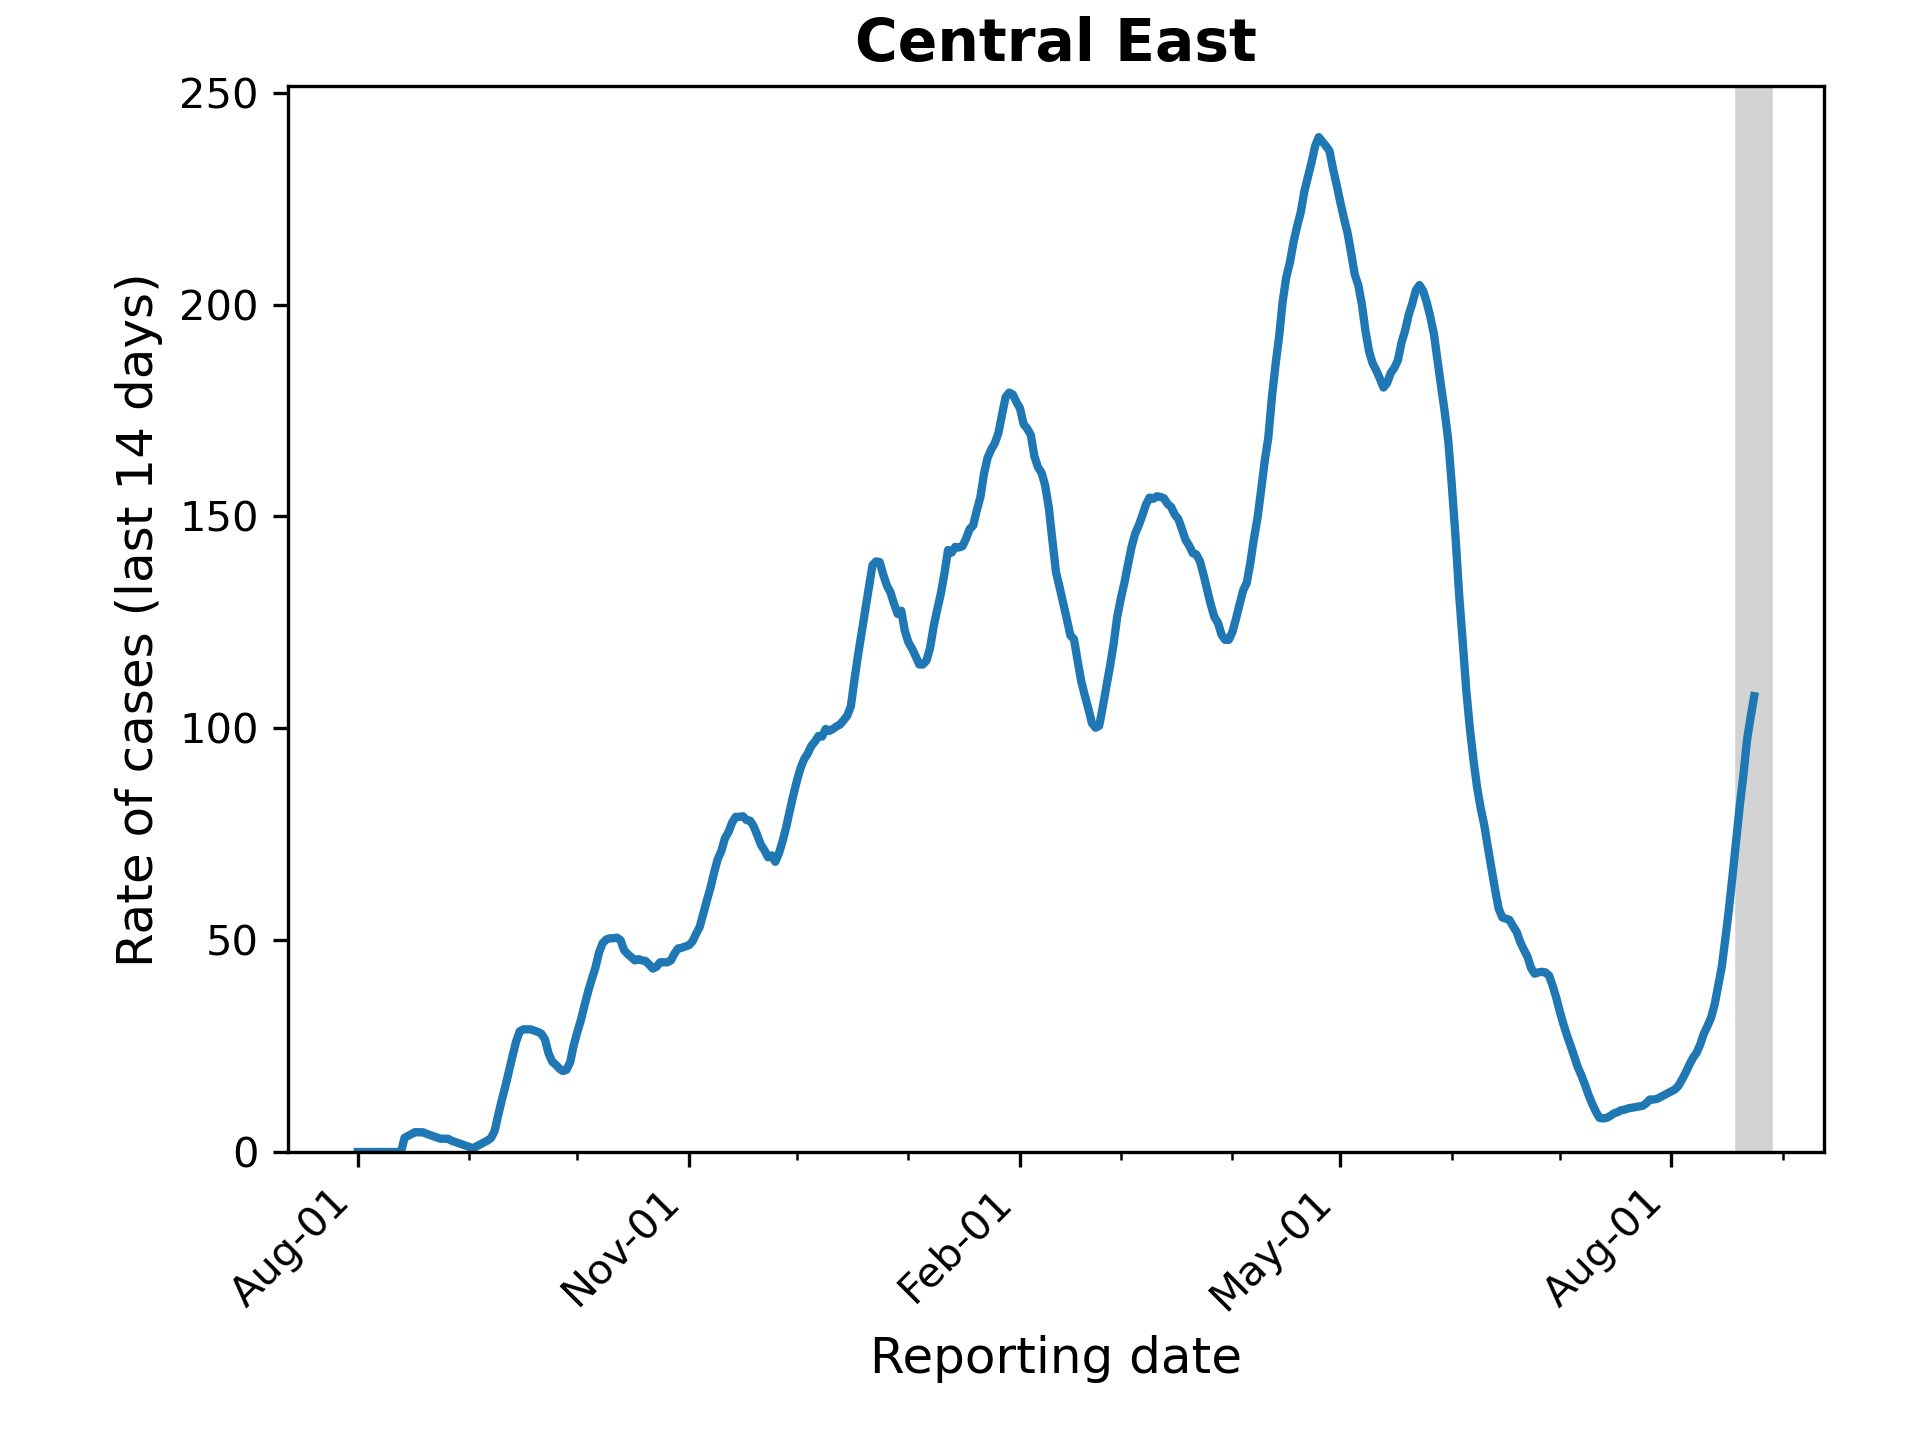 Central East
250
200
150
100
50
0
Rate of cases (last 14 days)
Aug-01
Nov-01
Feb-01
May-01
Aug-01
Reporting date